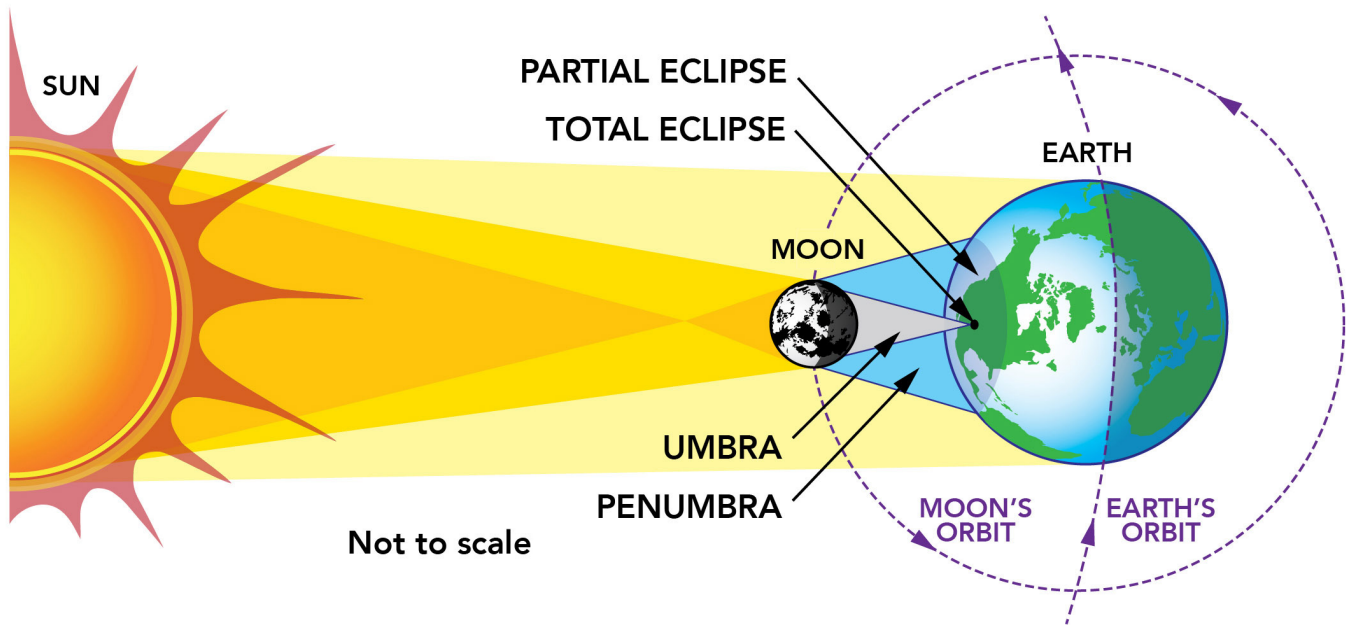 SUN
PARTIAL ECLIPSE
TOTAL ECLIPSE
EARTH
MOON
UMBRA
PENUMBRA
MOON'S
ORBIT
EARTH'S
ORBIT
Not to scale